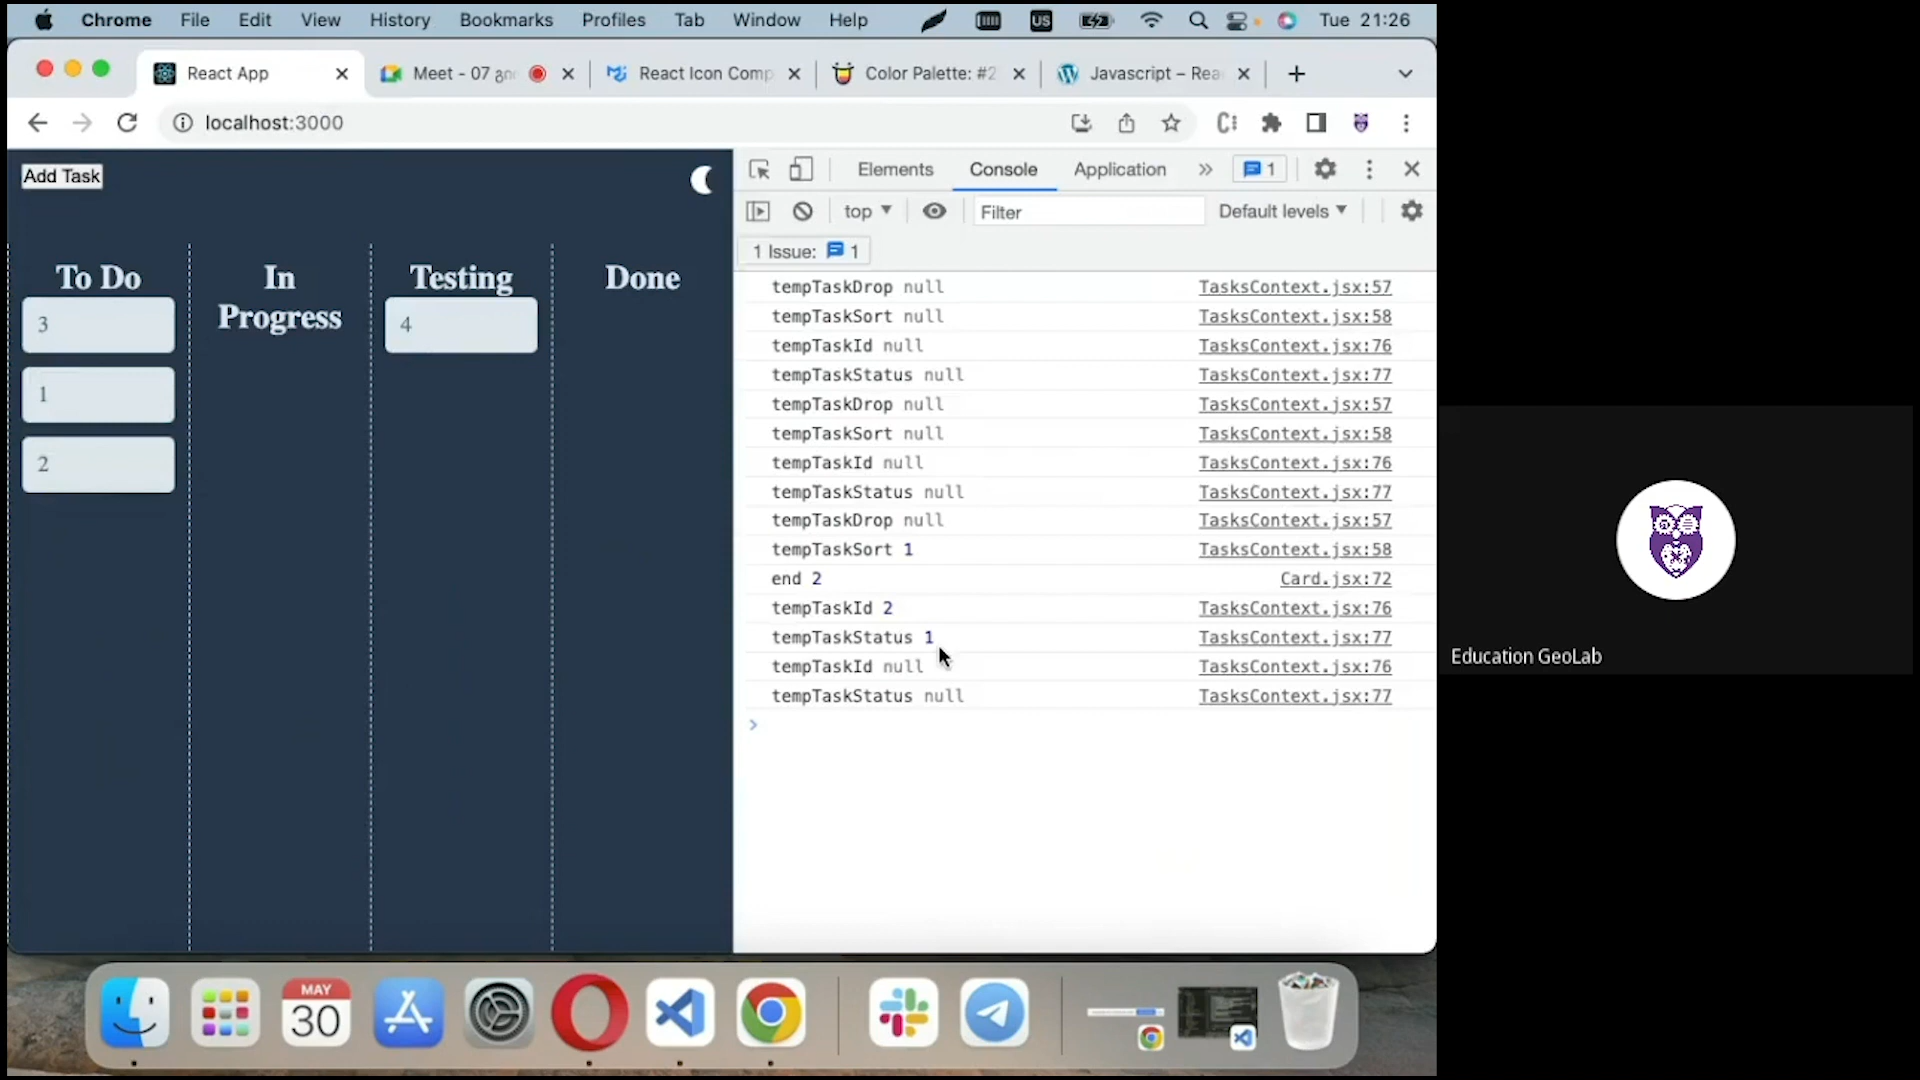 Chrome File Edit View History Bookmarks Profiles Tab Window Help US Tue 21:26
React App Meet - 07 React Icon Comp Color Palette: #2 Javascript – Rea
localhost:3000
Add Task
Elements Console Application 1
top Filter Default levels
1 Issue: 1
To Do
3
1
2
In
Progress
Testing
4
Done
tempTaskDrop null TasksContext.jsx:57
tempTaskSort null TasksContext.jsx:58
tempTaskId null TasksContext.jsx:76
tempTaskStatus null TasksContext.jsx:77
tempTaskDrop null TasksContext.jsx:57
tempTaskSort null TasksContext.jsx:58
tempTaskId null TasksContext.jsx:76
tempTaskStatus null TasksContext.jsx:77
tempTaskDrop null TasksContext.jsx:57
tempTaskSort 1 TasksContext.jsx:58
end 2 Card.jsx:72
tempTaskId 2 TasksContext.jsx:76
tempTaskStatus 1 TasksContext.jsx:77
tempTaskId null TasksContext.jsx:76
tempTaskStatus null TasksContext.jsx:77
Education GeoLab
MAY
30